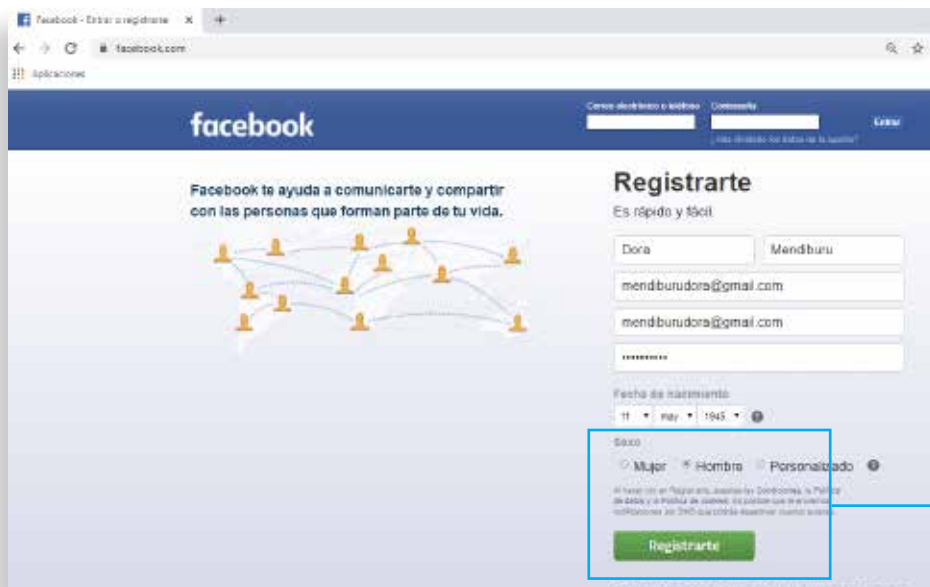 Facebook - Entrar o registrarte
facebook.com
Aplicaciones
facebook
Correo electrónico o teléfono
Contraseña
Entrar
Facebook te ayuda a comunicarte y compartir
con las personas que forman parte de tu vida.
Registrarte
Es rápido y fácil
Dora
Mendiburu
mendiburudora@gmail.com
mendiburudora@gmail.com
••••••••••
Fecha de nacimiento
11 may 1945
Sexo
Mujer Hombre Personalizado
Registrarte